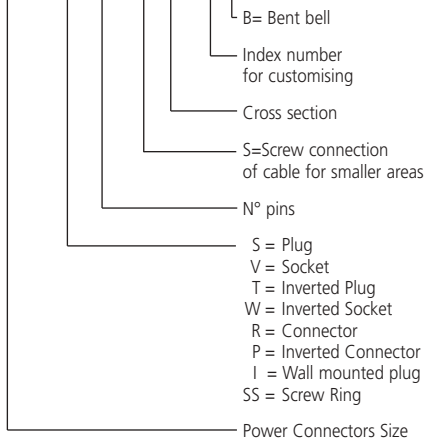 B= Bent bell
Index number
for customising
Cross section
S=Screw connection
of cable for smaller areas
N° pins
S = Plug
V = Socket
T = Inverted Plug
W = Inverted Socket
R = Connector
P = Inverted Connector
I = Wall mounted plug
SS = Screw Ring
Power Connectors Size